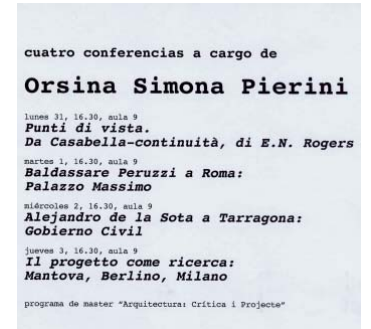 cuatro conferencias a cargo de
Orsina Simona Pierini
lunes 31, 16.30, aula 9
Punti di vista.
Da Casabella-continuità, di E.N. Rogers
martes 1, 16.30, aula 9
Baldassare Peruzzi a Roma:
Palazzo Massimo
miércoles 2, 16.30, aula 9
Alejandro de la Sota a Tarragona:
Gobierno Civil
jueves 3, 16.30, aula 9
Il progetto come ricerca:
Mantova, Berlino, Milano
programa de master "Arquitectura: Crítica i Projecte"